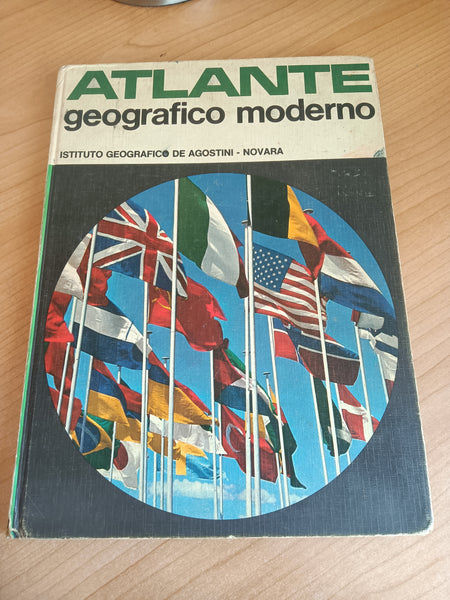 ATLANTE
geografico moderno
ISTITUTO GEOGRAFICO DE AGOSTINI - NOVARA